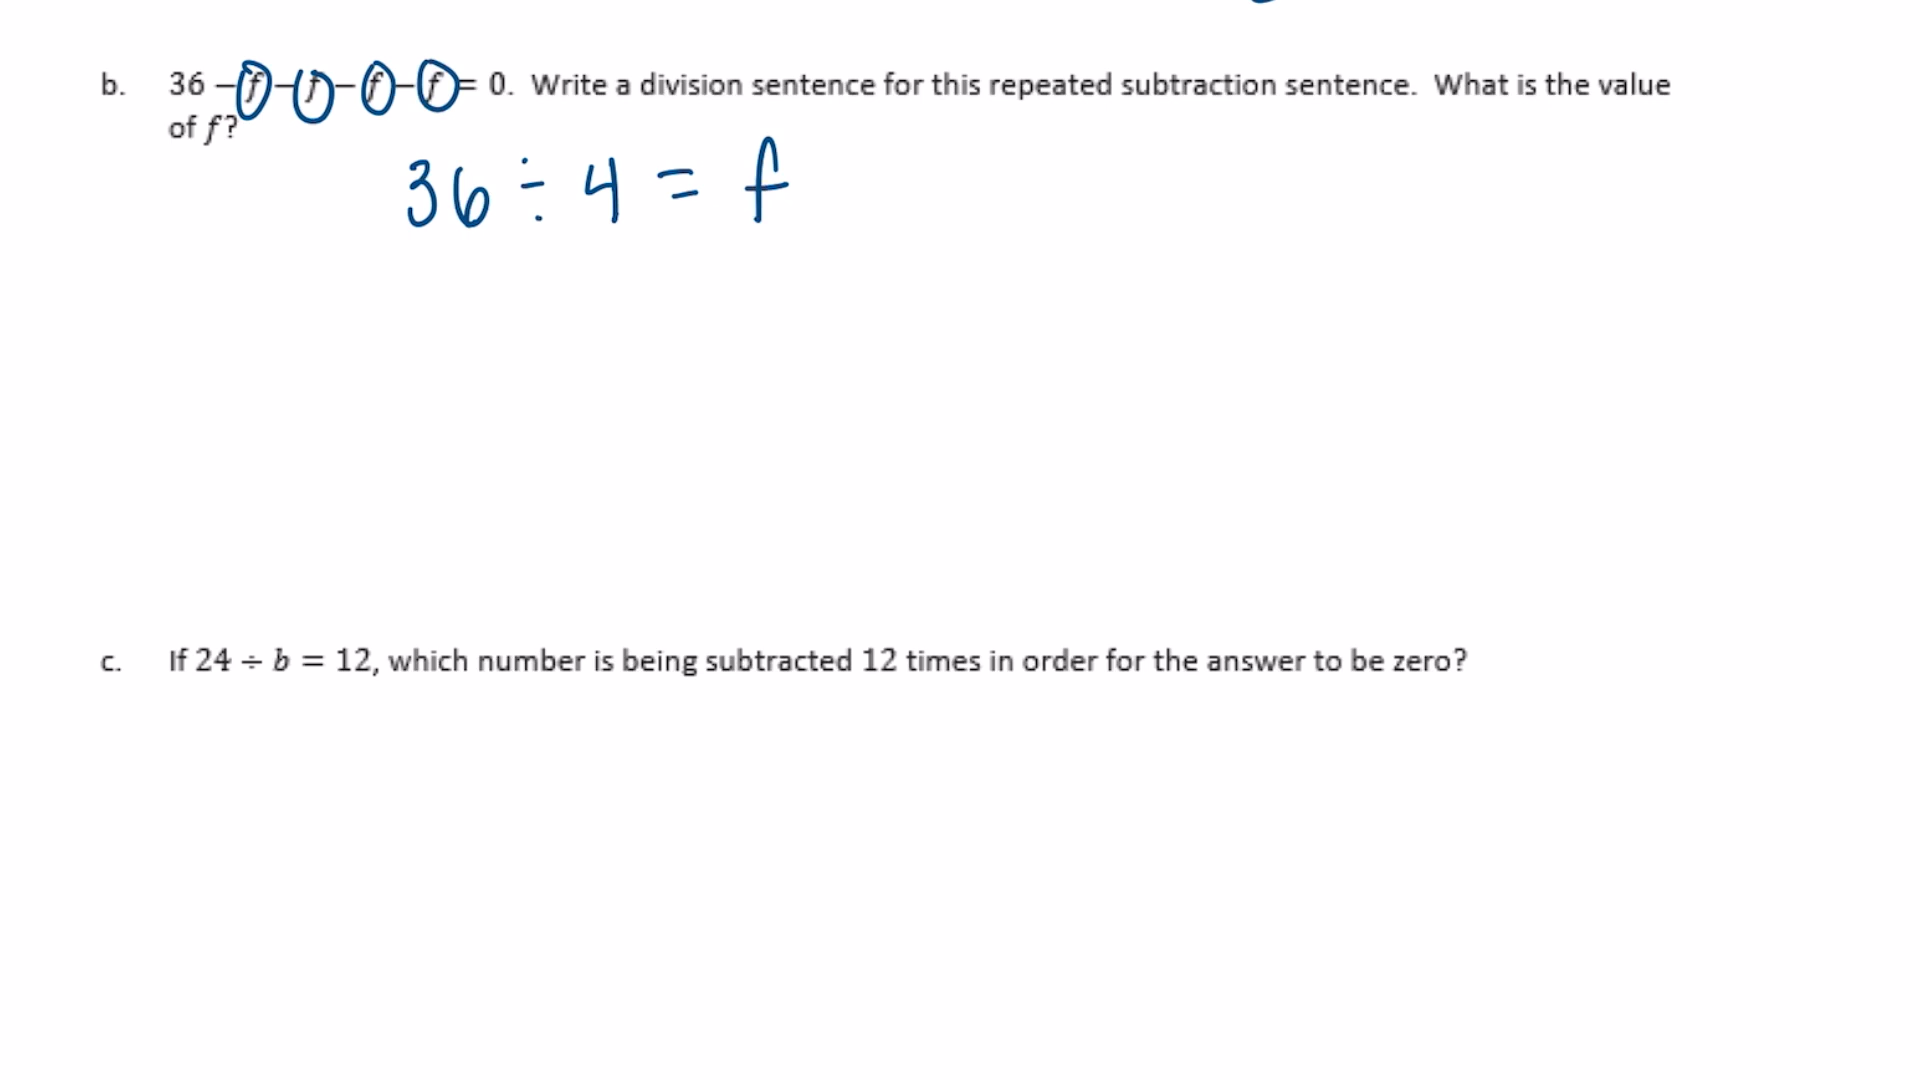 b. 36 − f − f − f − f = 0. Write a division sentence for this repeated subtraction sentence. What is the value
of f?
36 ÷ 4 = f
c. If 24 ÷ b = 12, which number is being subtracted 12 times in order for the answer to be zero?